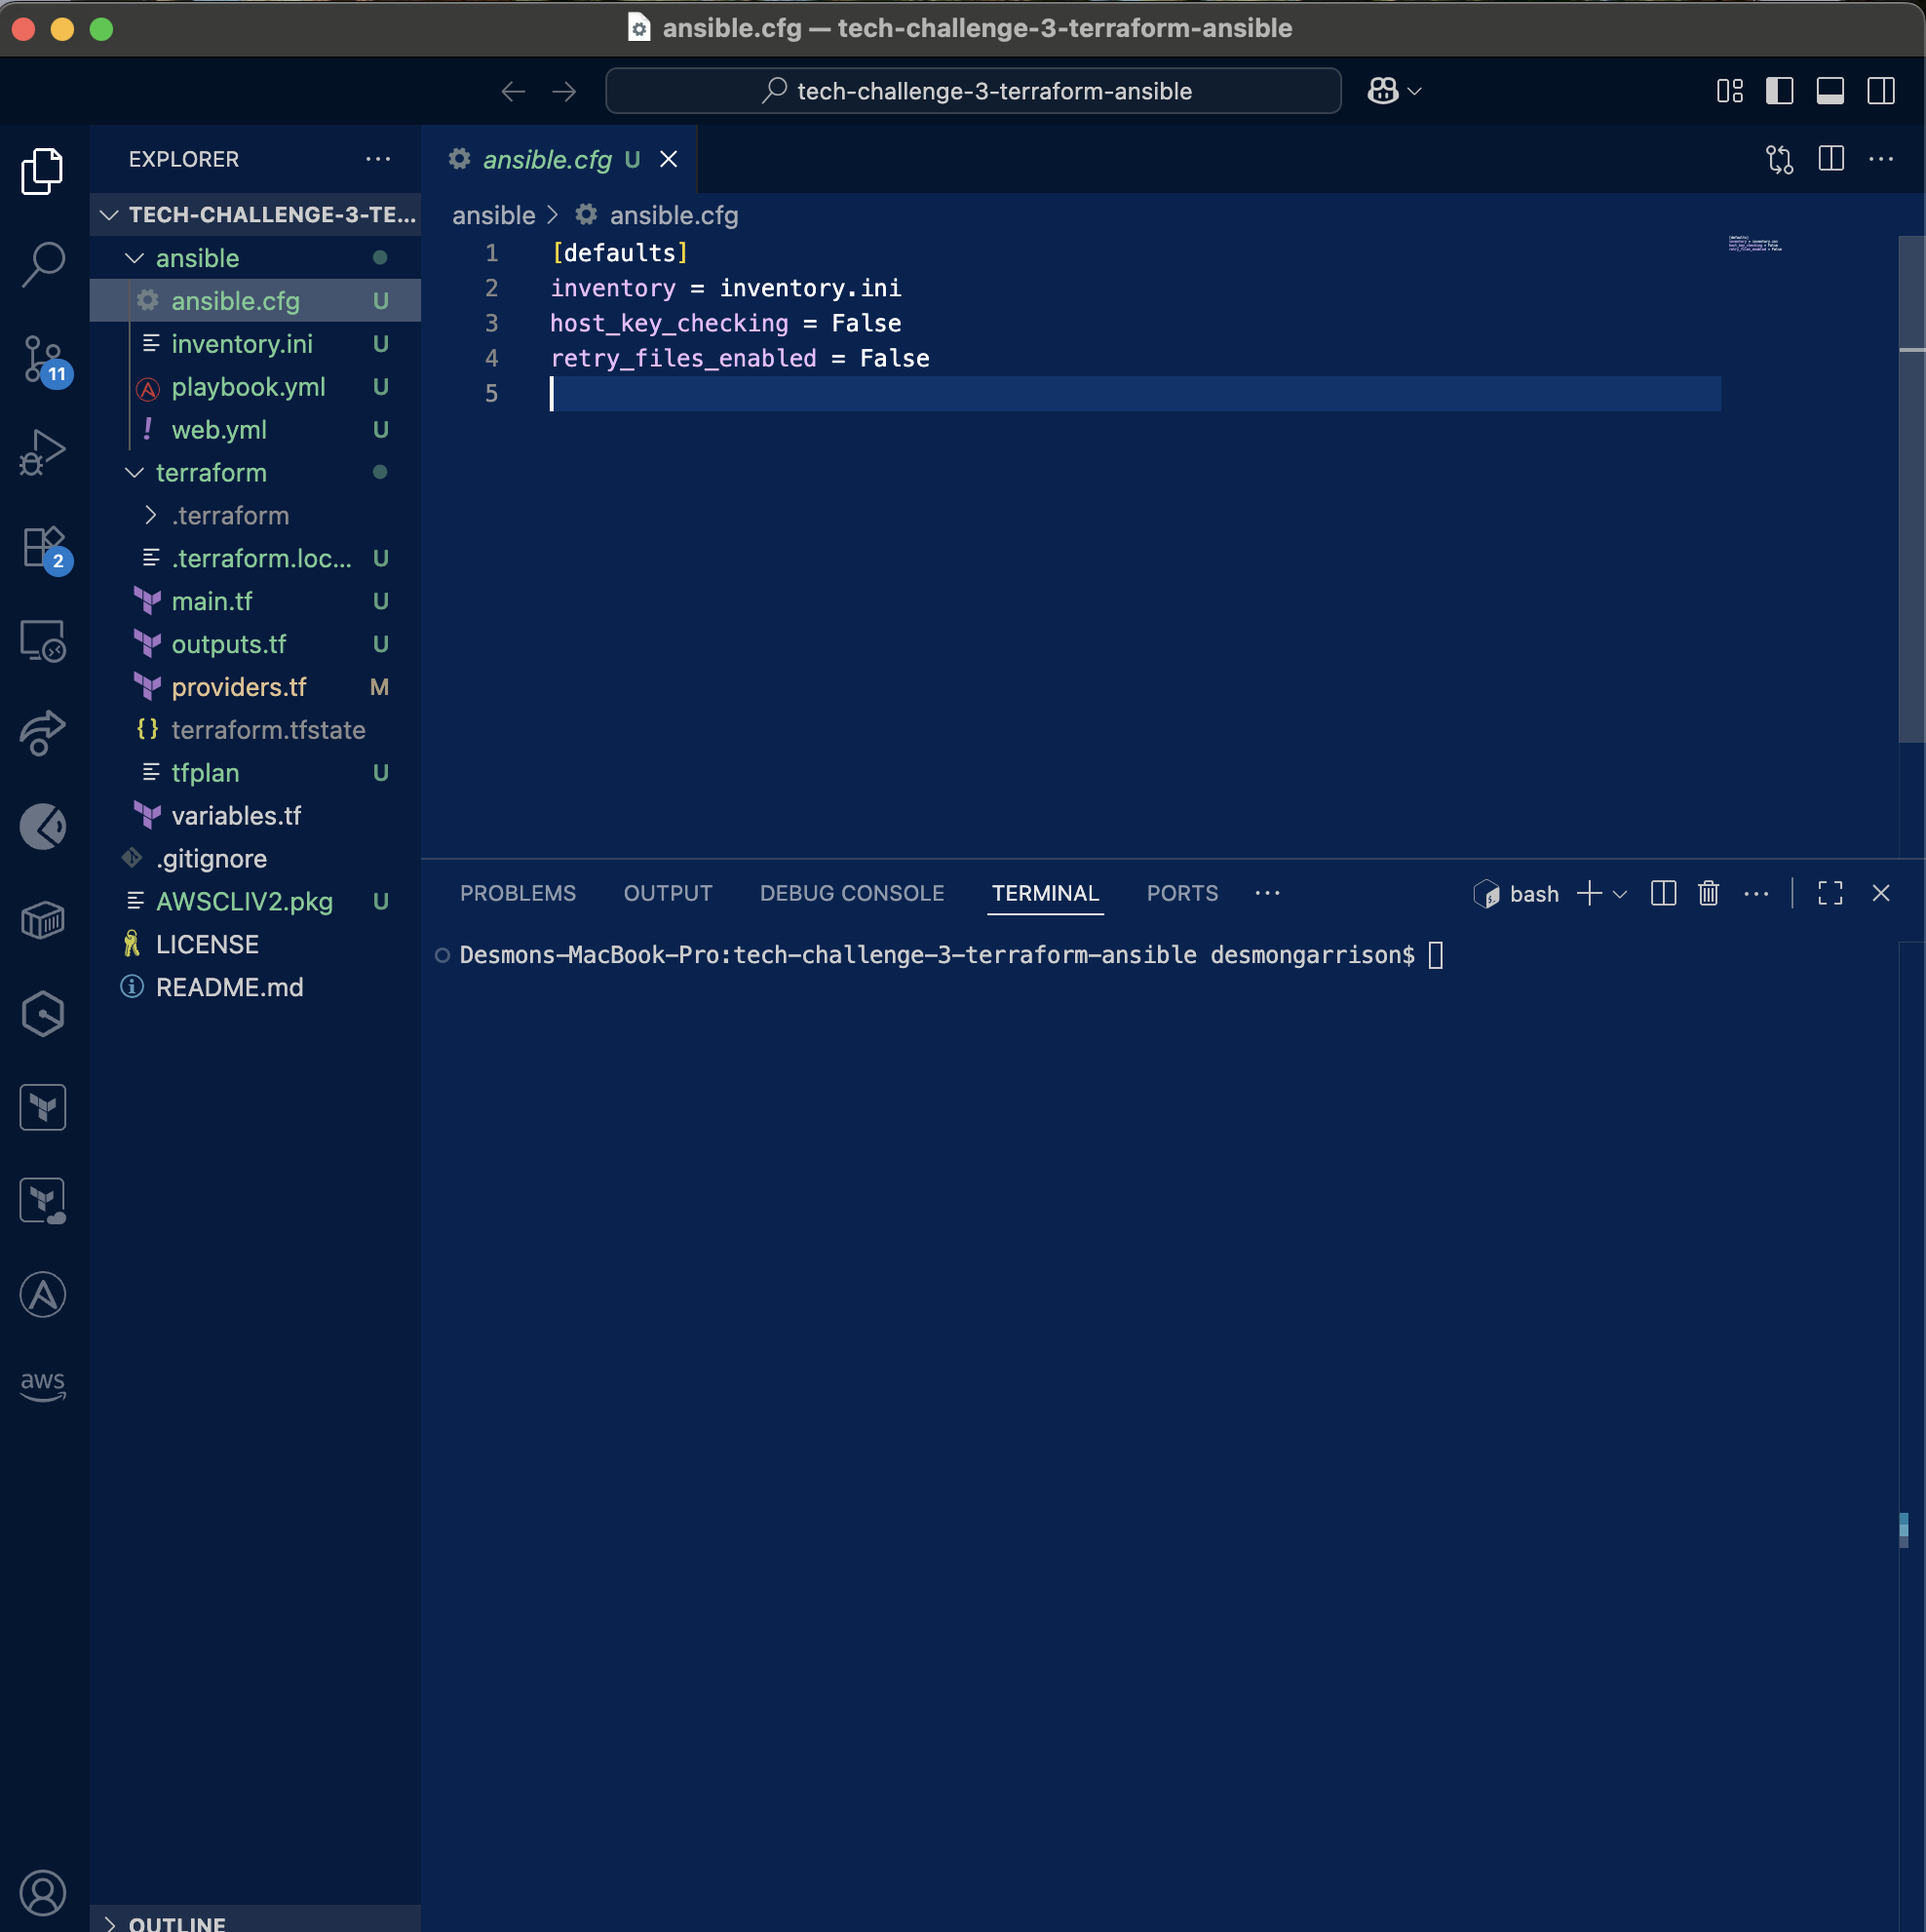 ansible.cfg — tech-challenge-3-terraform-ansible
tech-challenge-3-terraform-ansible
EXPLORER
TECH-CHALLENGE-3-TE...
ansible
ansible.cfg U
inventory.ini U
playbook.yml U
web.yml U
terraform
.terraform
.terraform.loc... U
main.tf U
outputs.tf U
providers.tf M
terraform.tfstate
tfplan U
variables.tf
.gitignore
AWSCLIV2.pkg U
LICENSE
README.md
OUTLINE
11
2
aws
ansible.cfg U
ansible > ansible.cfg
1 [defaults]
2 inventory = inventory.ini
3 host_key_checking = False
4 retry_files_enabled = False
5
PROBLEMS OUTPUT DEBUG CONSOLE TERMINAL PORTS
bash
Desmons-MacBook-Pro:tech-challenge-3-terraform-ansible desmongarrison$